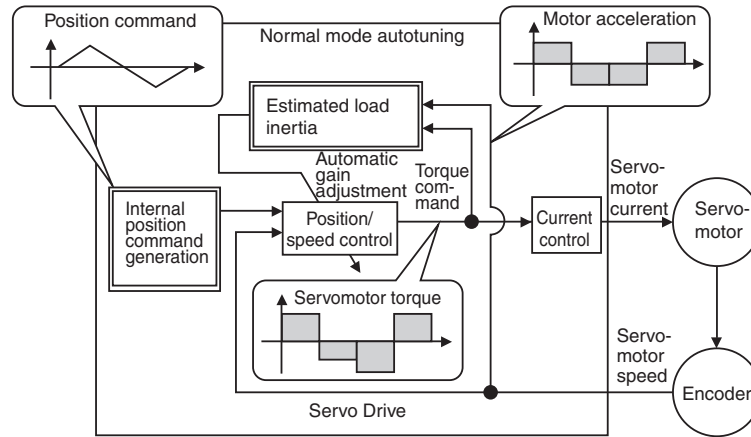 Position command
Normal mode autotuning
Motor acceleration
Estimated load
inertia
Automatic
gain
adjustment
Torque
com-
mand
Servo-
motor
current
Internal
position
command
generation
Position/
speed control
Current
control
Servo-
motor
Servomotor torque
Servo-
motor
speed
Encoder
Servo Drive